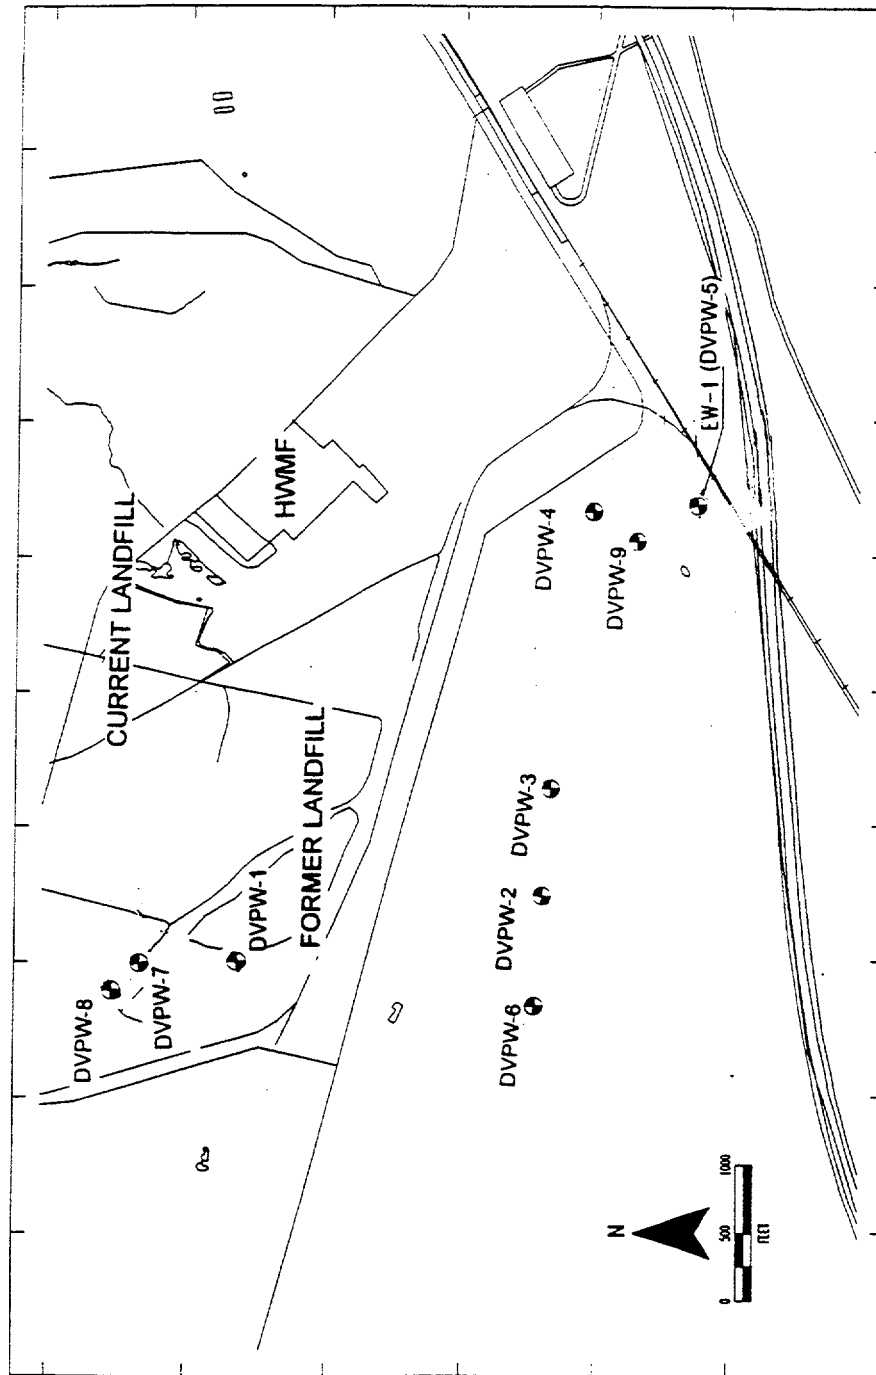 CURRENT LANDFILL
HWMF
FORMER LANDFILL
DVPW-8
DVPW-7
DVPW-1
DVPW-4
DVPW-9
EW-1 (DVPW-5)
DVPW-3
DVPW-2
DVPW-6
N
0 500 1000
FEET